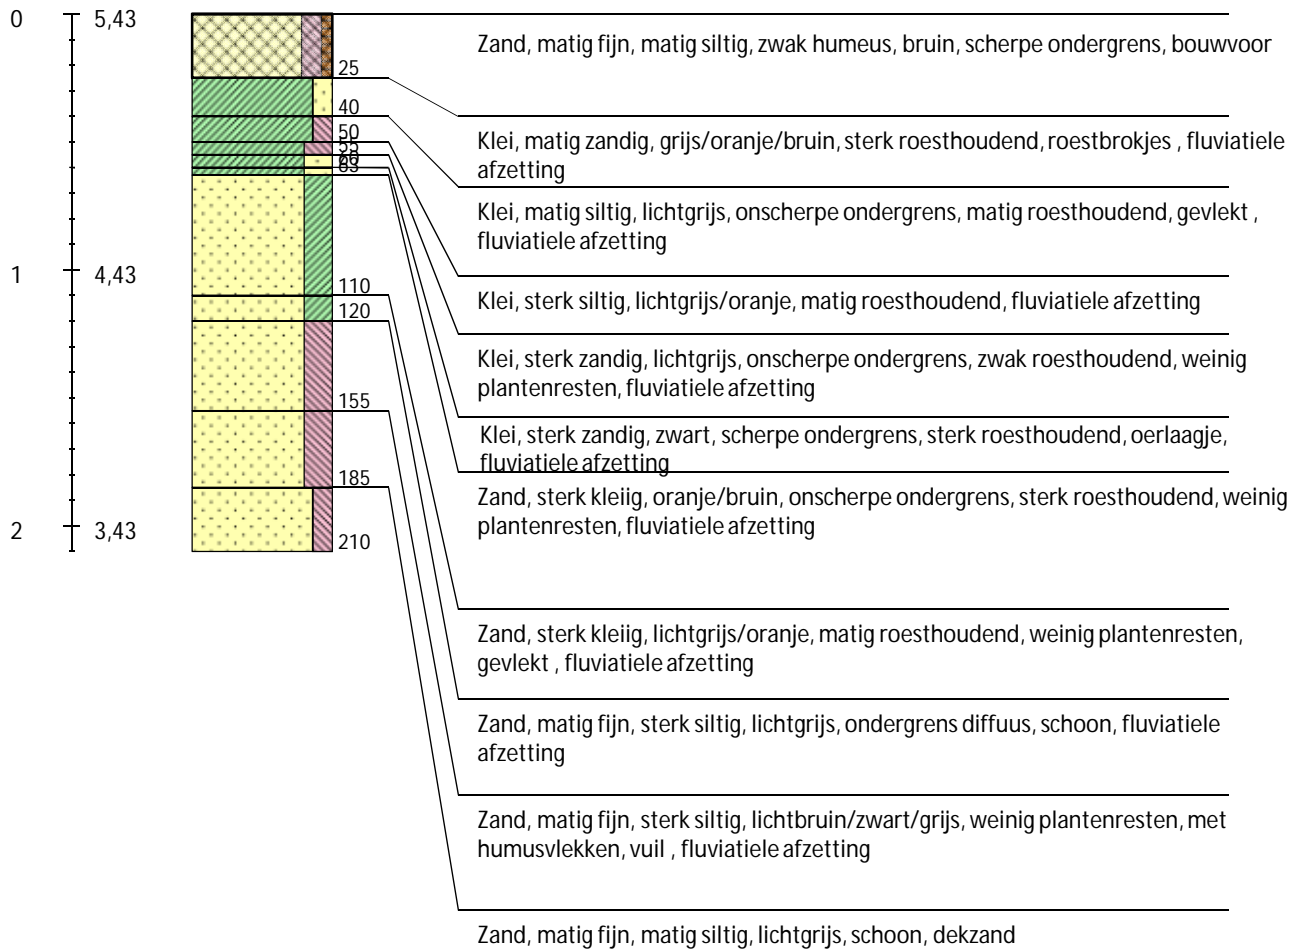 0
5,43
Zand, matig fijn, matig siltig, zwak humeus, bruin, scherpe ondergrens, bouwvoor
25
40
Klei, matig zandig, grijs/oranje/bruin, sterk roesthoudend, roestbrokjes , fluviatiele
afzetting
50
55
60
63
Klei, matig siltig, lichtgrijs, onscherpe ondergrens, matig roesthoudend, gevlekt ,
fluviatiele afzetting
1
4,43
110
Klei, sterk siltig, lichtgrijs/oranje, matig roesthoudend, fluviatiele afzetting
120
Klei, sterk zandig, lichtgrijs, onscherpe ondergrens, zwak roesthoudend, weinig
plantenresten, fluviatiele afzetting
155
Klei, sterk zandig, zwart, scherpe ondergrens, sterk roesthoudend, oerlaagje,
fluviatiele afzetting
185
Zand, sterk kleiig, oranje/bruin, onscherpe ondergrens, sterk roesthoudend, weinig
plantenresten, fluviatiele afzetting
2
3,43
210
Zand, sterk kleiig, lichtgrijs/oranje, matig roesthoudend, weinig plantenresten,
gevlekt , fluviatiele afzetting
Zand, matig fijn, sterk siltig, lichtgrijs, ondergrens diffuus, schoon, fluviatiele
afzetting
Zand, matig fijn, sterk siltig, lichtbruin/zwart/grijs, weinig plantenresten, met
humusvlekken, vuil , fluviatiele afzetting
Zand, matig fijn, matig siltig, lichtgrijs, schoon, dekzand